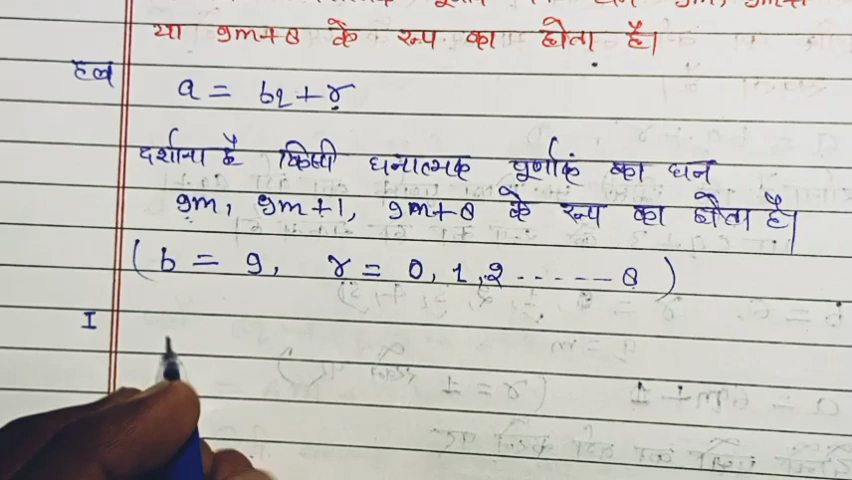 या 9m+8 के रूप का होता है।
हल
a = bq+r
दर्शाना है किसी धनात्मक पूर्णाकं का घन
9m, 9m+1, 9m+8 के रूप का होता है।
( b = 9, r = 0, 1, 2 ------ 8 )
I